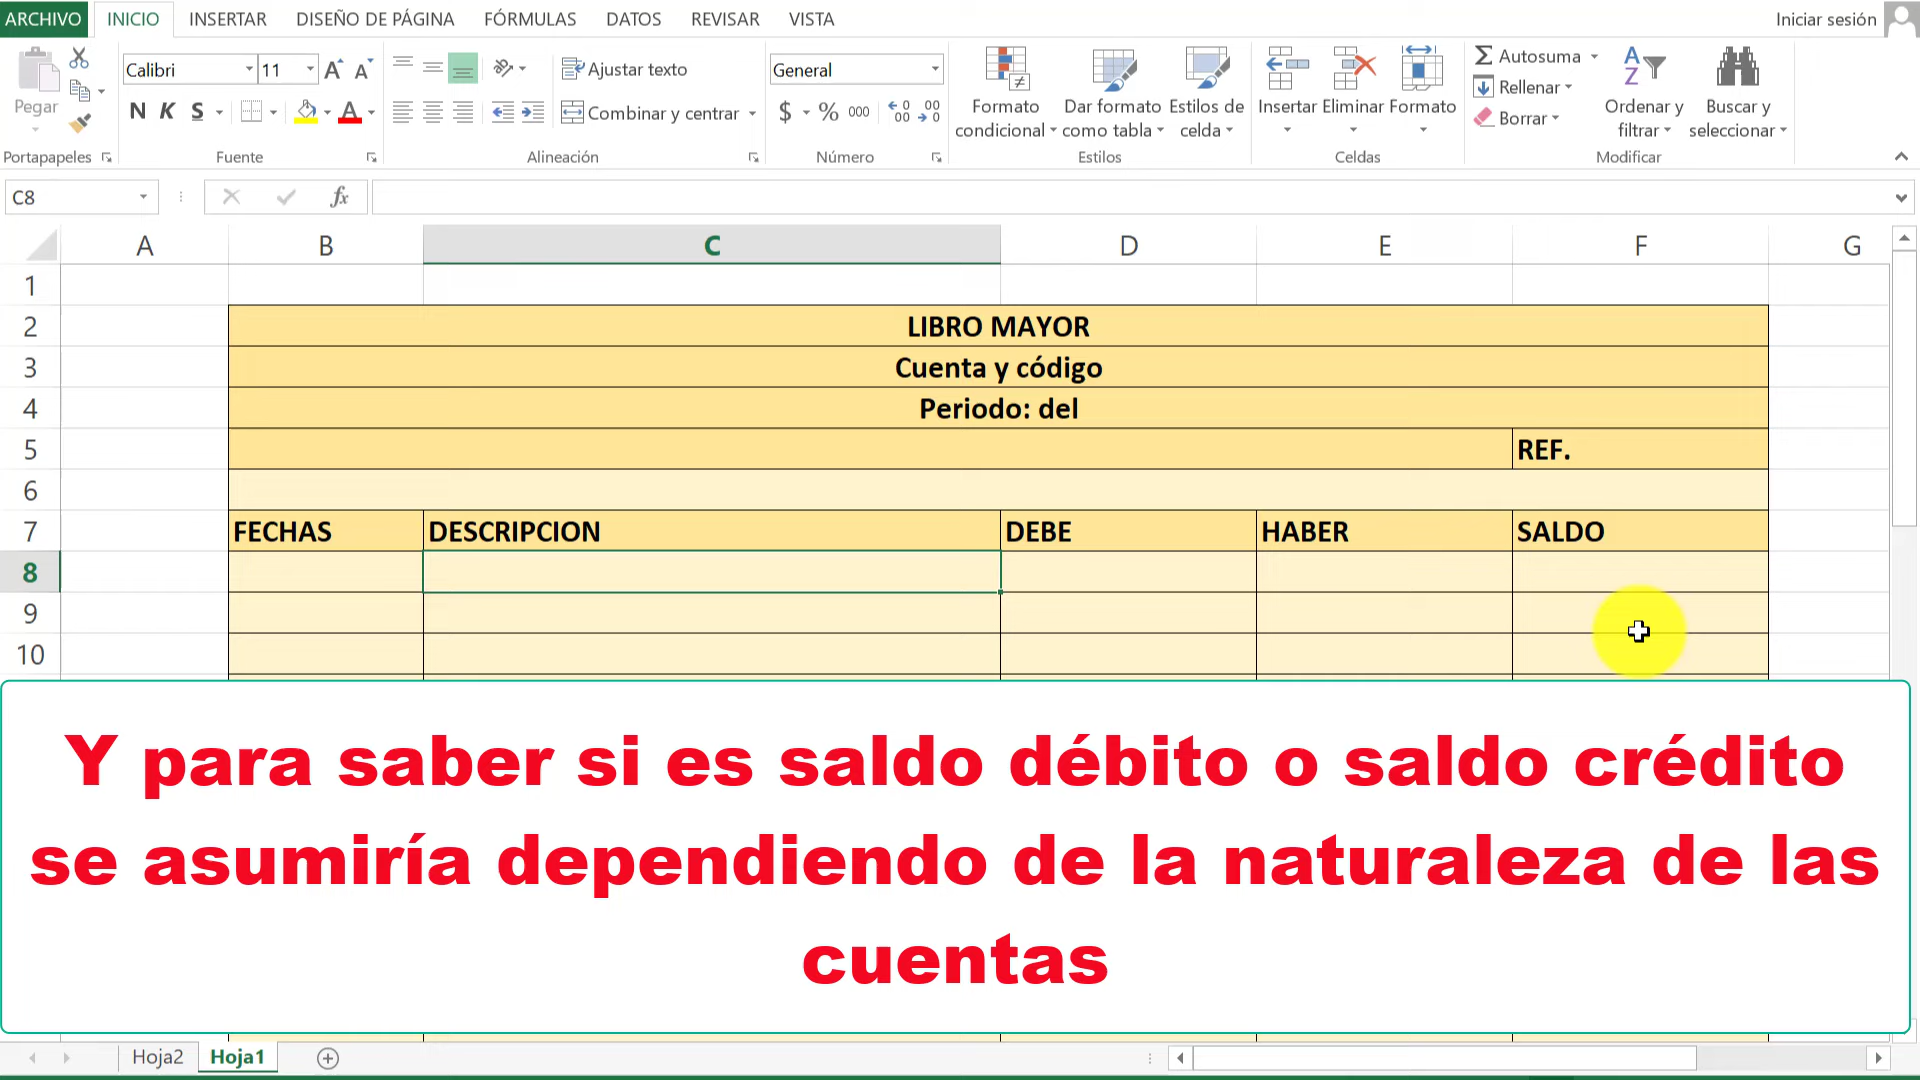 ARCHIVO INICIO INSERTAR DISEÑO DE PÁGINA FÓRMULAS DATOS REVISAR VISTA Iniciar sesión
Pegar
Portapapeles
Calibri 11
N K S
Fuente
Ajustar texto
Combinar y centrar
Alineación
General
$ % 000
Número
Formato condicional
Dar formato como tabla
Estilos de celda
Estilos
Insertar Eliminar Formato
Celdas
Autosuma
Rellenar
Borrar
Ordenar y filtrar
Buscar y seleccionar
Modificar
C8 fx
A B C D E F G
1
2 LIBRO MAYOR
3 Cuenta y código
4 Periodo: del
5 REF.
6
7 FECHAS DESCRIPCION DEBE HABER SALDO
8
9
10
Y para saber si es saldo débito o saldo crédito
se asumiría dependiendo de la naturaleza de las
cuentas
Hoja2 Hoja1